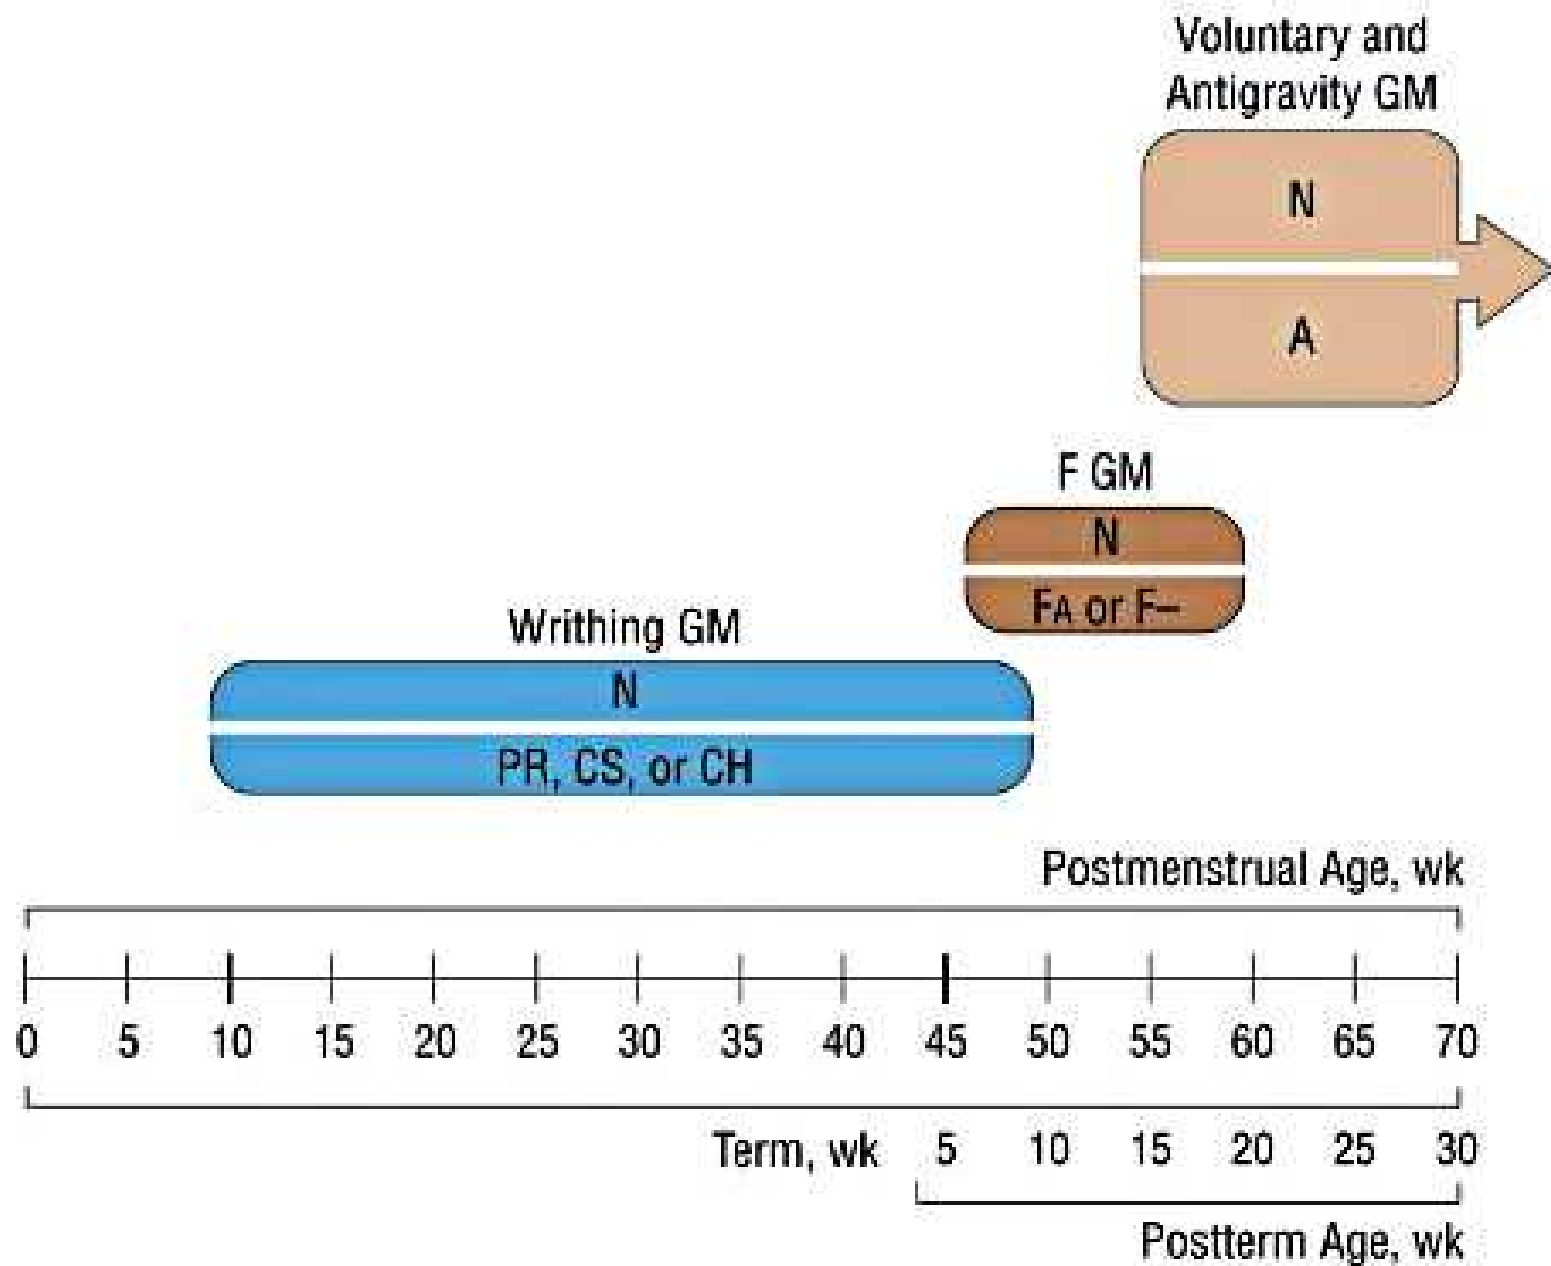 Voluntary and
Antigravity GM
N
A
F GM
N
FA or F–
Writhing GM
N
PR, CS, or CH
Postmenstrual Age, wk
0 5 10 15 20 25 30 35 40 45 50 55 60 65 70
Term, wk 5 10 15 20 25 30
Postterm Age, wk